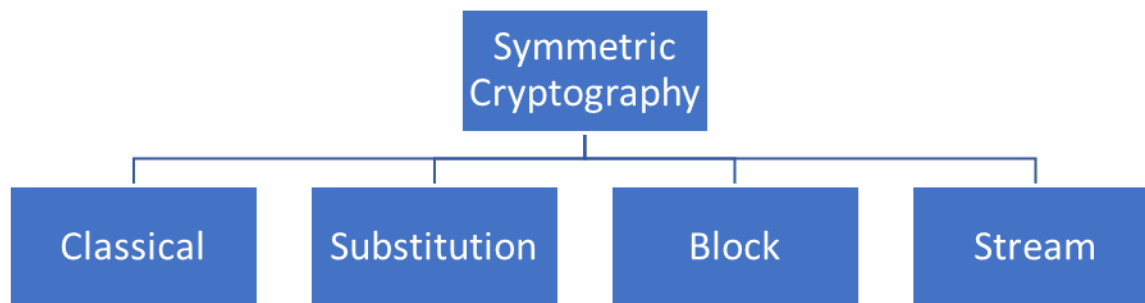 Symmetric
Cryptography
Classical
Substitution
Block
Stream